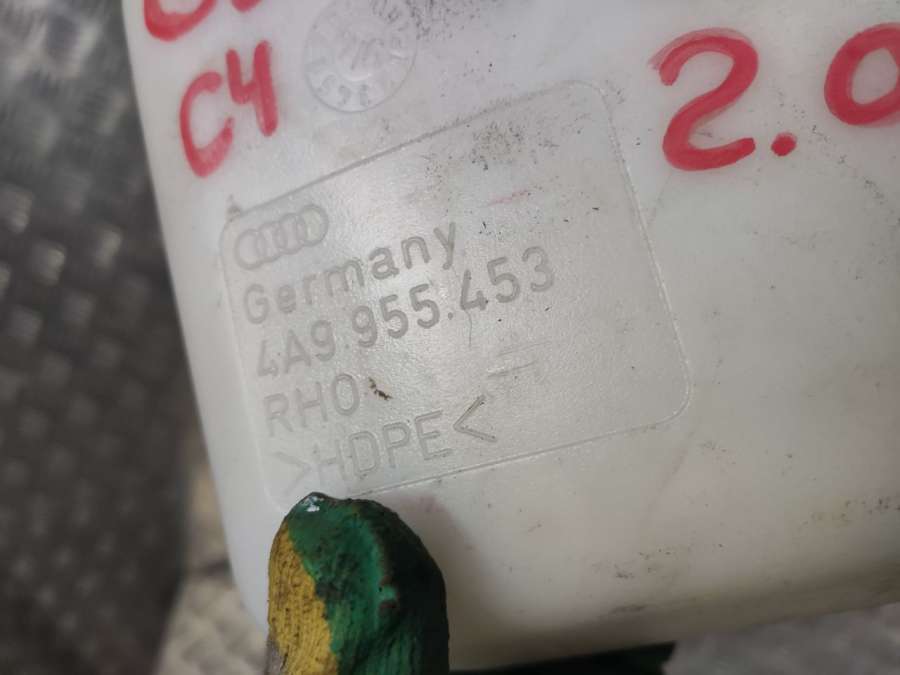 C4
2.0
Germany
4A9.955.453
RHO
>HDPE<